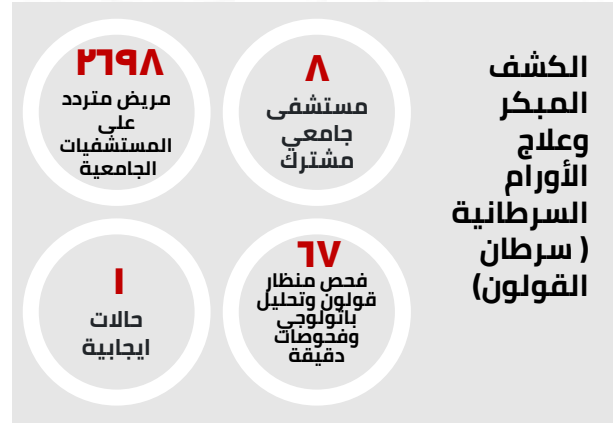 الكشف
المبكر
وعلاج
الأورام
السرطانية
( سرطان
القولون)
٨
مستشفى
جامعي
مشترك
٢٦٩٨
مريض متردد
على
المستشفيات
الجامعية
٦٧
فحص منظار
قولون وتحليل
باثولوجي
وفحوصات
دقيقة
١
حالات
ايجابية